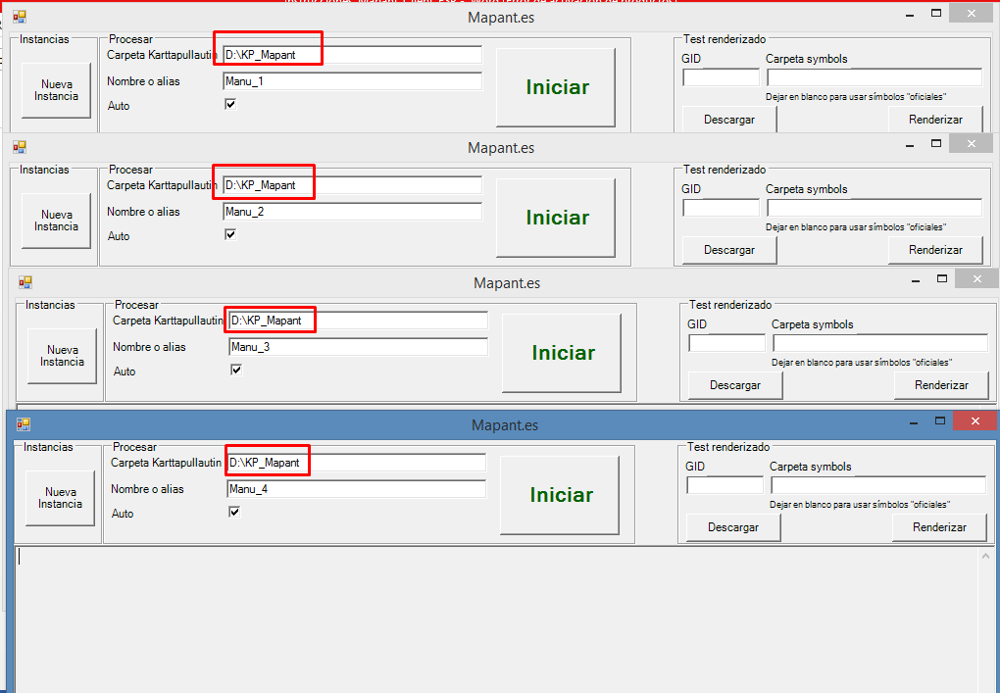 Mapant.es
Instancias
Procesar
Test renderizado
Carpeta Karttapullautin D:\KP_Mapant
GID Carpeta symbols
Nueva Instancia
Nombre o alias Manu_1
Iniciar
Auto
Dejar en blanco para usar símbolos "oficiales"
Descargar Renderizar
Mapant.es
Instancias
Procesar
Test renderizado
Carpeta Karttapullautin D:\KP_Mapant
GID Carpeta symbols
Nueva Instancia
Nombre o alias Manu_2
Iniciar
Auto
Dejar en blanco para usar símbolos "oficiales"
Descargar Renderizar
Mapant.es
Instancias
Procesar
Test renderizado
Carpeta Karttapullautin D:\KP_Mapant
GID Carpeta symbols
Nueva Instancia
Nombre o alias Manu_3
Iniciar
Auto
Dejar en blanco para usar símbolos "oficiales"
Descargar Renderizar
Mapant.es
Instancias
Procesar
Test renderizado
Carpeta Karttapullautin D:\KP_Mapant
GID Carpeta symbols
Nueva Instancia
Nombre o alias Manu_4
Iniciar
Auto
Dejar en blanco para usar símbolos "oficiales"
Descargar Renderizar